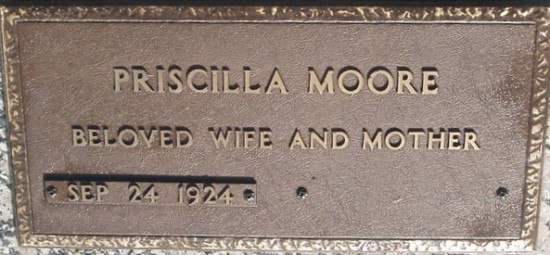 PRISCILLA MOORE
BELOVED WIFE AND MOTHER
SEP 24 1924